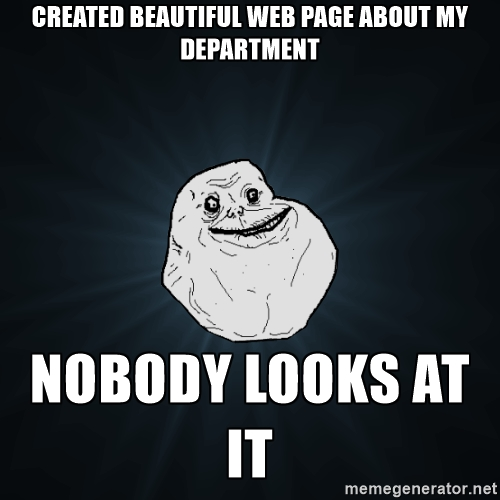 CREATED BEAUTIFUL WEB PAGE ABOUT MY
DEPARTMENT
NOBODY LOOKS AT
IT
memegenerator.net